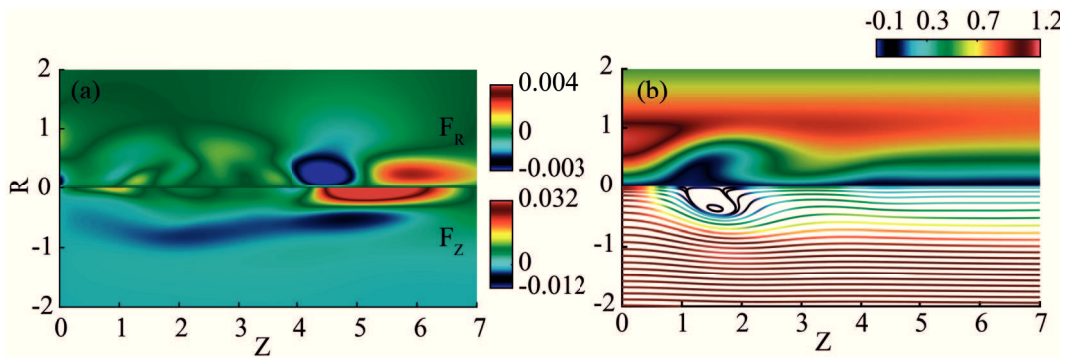 -0.1 0.3 0.7 1.2
2 (a) 0.004 2 (b)
1 F_R 0 1
R 0 -0.003 0
0.032
-1 F_Z 0 -1
-2 -0.012 -2
0 1 2 3 4 5 6 7 0 1 2 3 4 5 6 7
Z Z